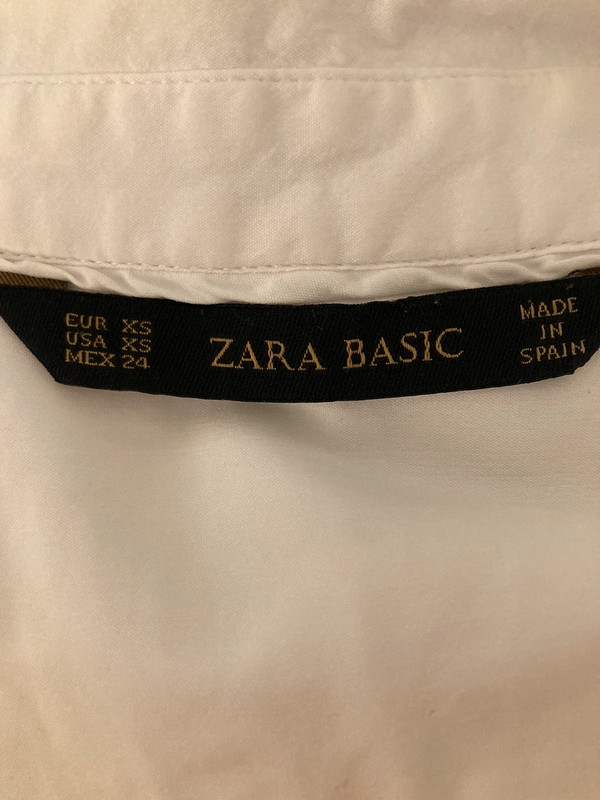 EUR XS
USA XS
MEX 24
ZARA BASIC
MADE
IN
SPAIN